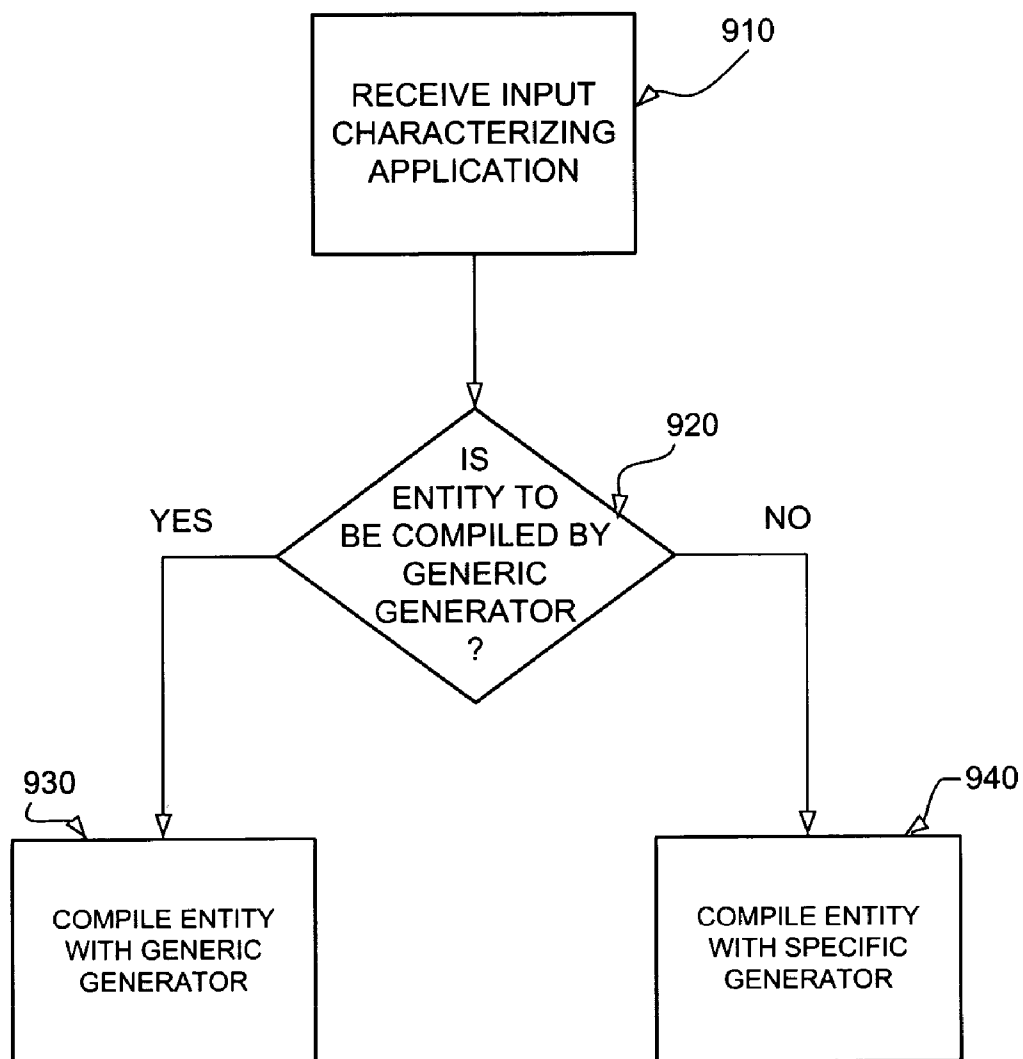 910
RECEIVE INPUT
CHARACTERIZING
APPLICATION
920
IS
ENTITY TO
BE COMPILED BY
GENERIC
GENERATOR
?
YES
NO
930
940
COMPILE ENTITY
WITH GENERIC
GENERATOR
COMPILE ENTITY
WITH SPECIFIC
GENERATOR